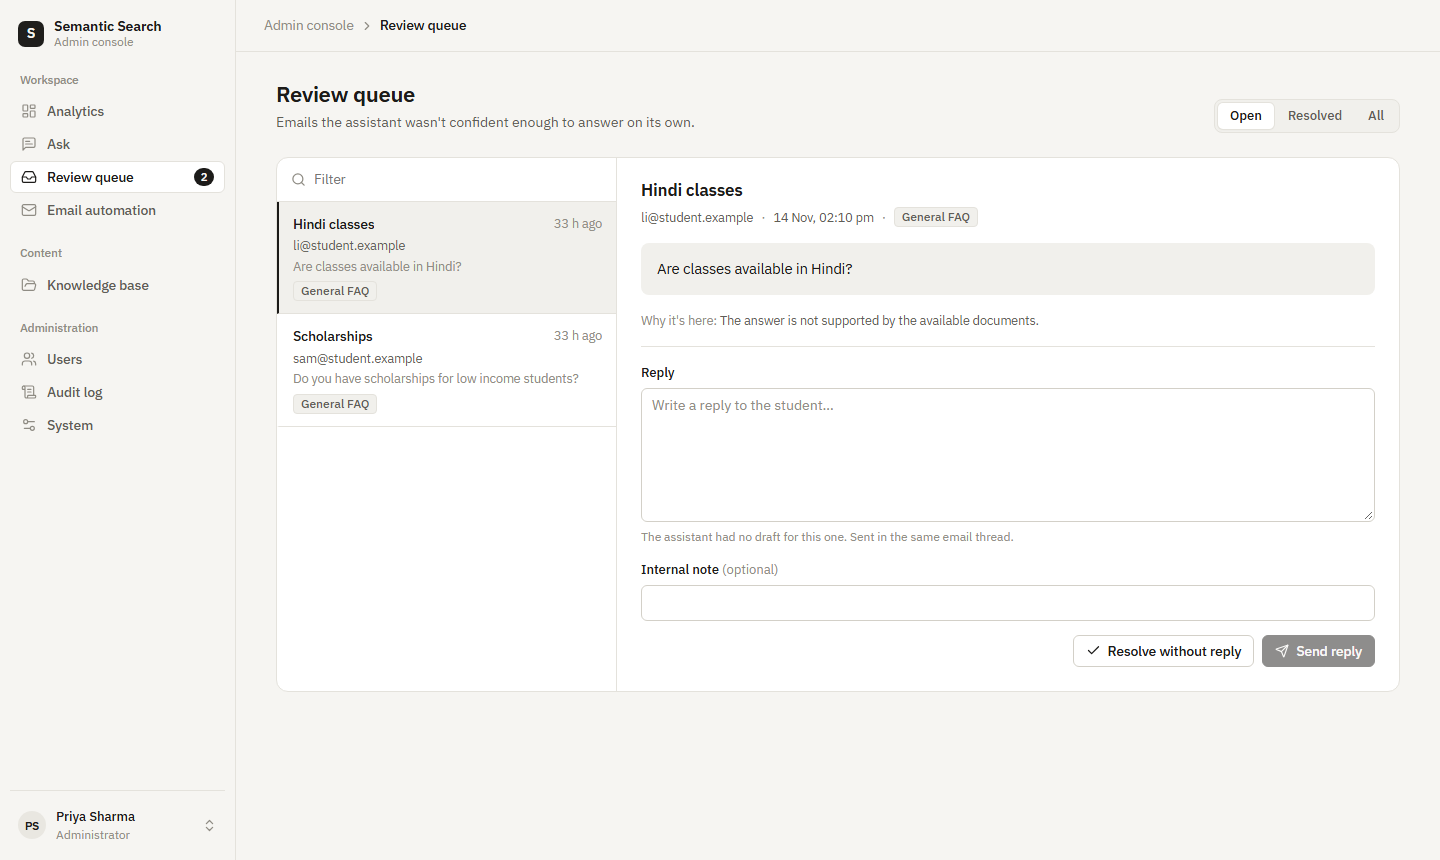 S
Semantic Search
Admin console
Workspace
Analytics
Ask
Review queue 2
Email automation
Content
Knowledge base
Administration
Users
Audit log
System
PS
Priya Sharma
Administrator
Admin console > Review queue
Review queue
Emails the assistant wasn't confident enough to answer on its own.
Open Resolved All
Filter
Hindi classes 33 h ago
li@student.example
Are classes available in Hindi?
General FAQ
Scholarships 33 h ago
sam@student.example
Do you have scholarships for low income students?
General FAQ
Hindi classes
li@student.example · 14 Nov, 02:10 pm · General FAQ
Are classes available in Hindi?
Why it's here: The answer is not supported by the available documents.
Reply
Write a reply to the student...
The assistant had no draft for this one. Sent in the same email thread.
Internal note (optional)
Resolve without reply Send reply